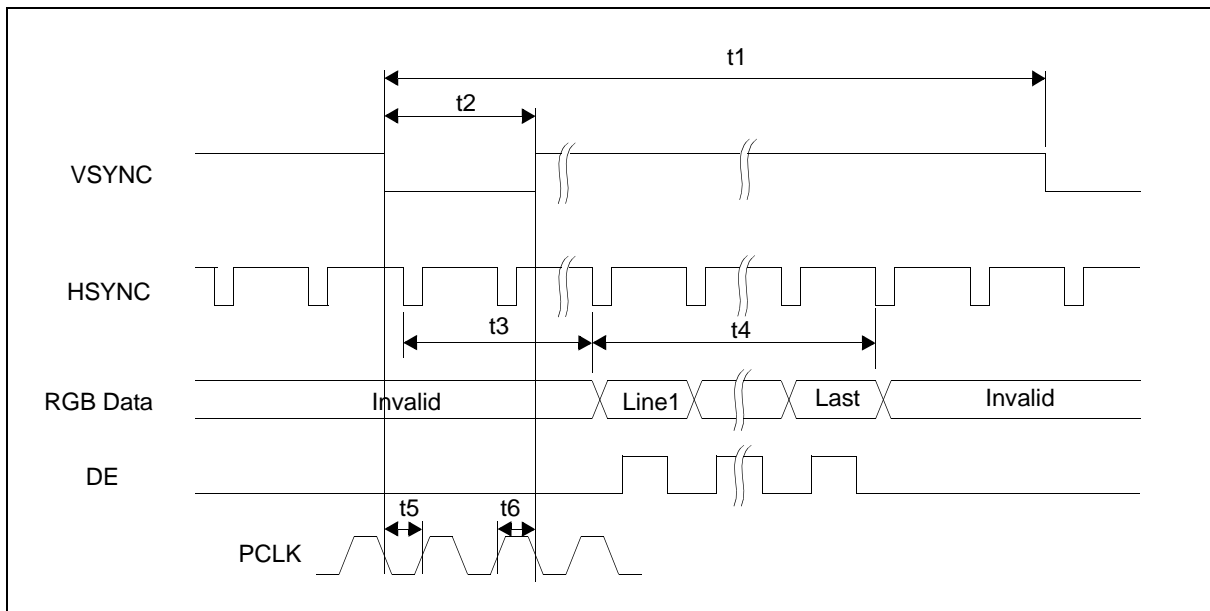 t1
t2
VSYNC
HSYNC
t3
t4
RGB Data
Invalid
Line1
Last
Invalid
DE
t5
t6
PCLK